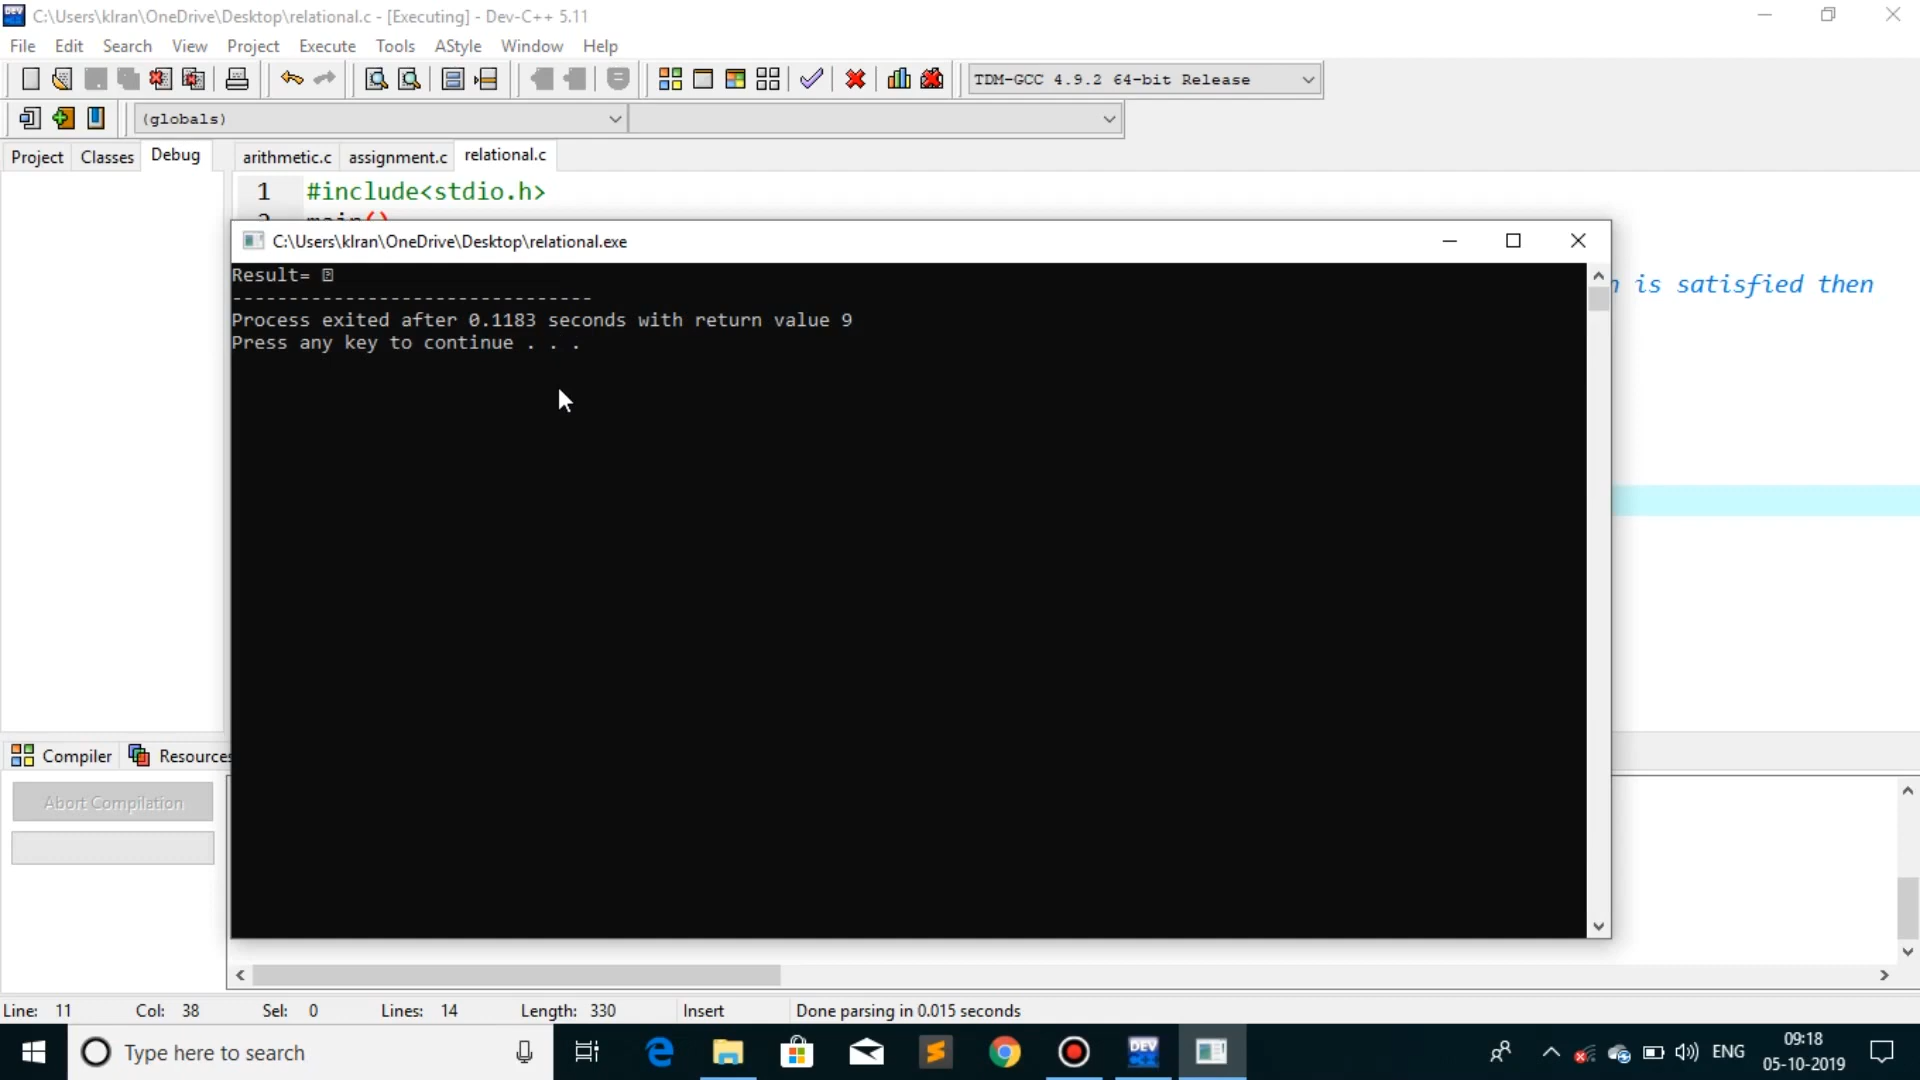 C:\Users\klran\OneDrive\Desktop\relational.c - [Executing] - Dev-C++ 5.11
File Edit Search View Project Execute Tools AStyle Window Help
TDM-GCC 4.9.2 64-bit Release
(globals)
Project Classes Debug arithmetic.c assignment.c relational.c
1 #include<stdio.h>
C:\Users\klran\OneDrive\Desktop\relational.exe
Result=
is satisfied then
--------------------------------
Process exited after 0.1183 seconds with return value 9
Press any key to continue . . .
Compiler Resources
Abort Compilation
Line: 11 Col: 38 Sel: 0 Lines: 14 Length: 330 Insert Done parsing in 0.015 seconds
Type here to search
DEV
ENG
09:18
05-10-2019